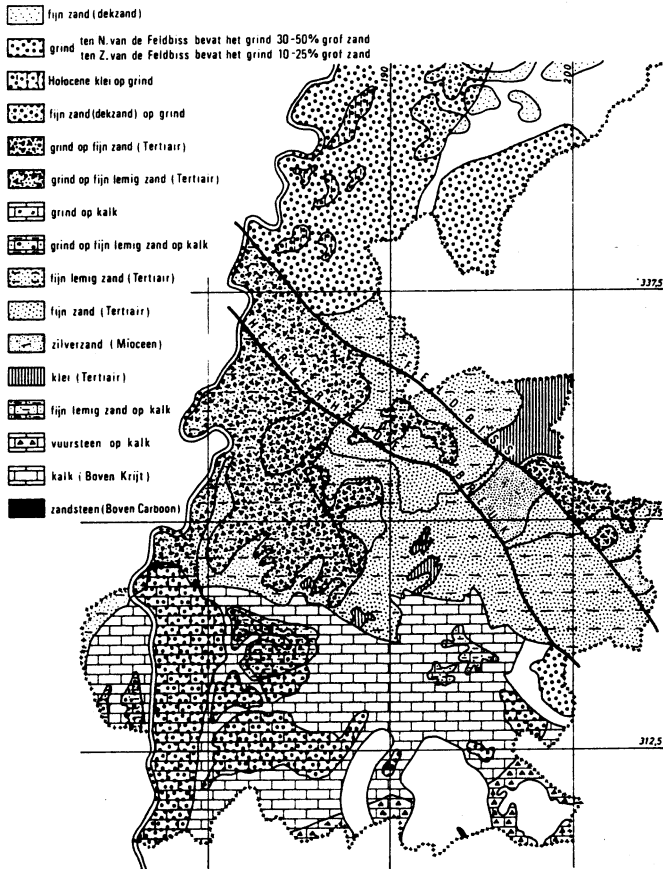 fijn zand (dekzand)
grind
ten N. van de Feldbiss bevat het grind 30-50% grof zand
ten Z. van de Feldbiss bevat het grind 10-25% grof zand
Holocene klei op grind
fijn zand (dekzand) op grind
grind op fijn zand (Tertiair)
grind op fijn lemig zand (Tertiair)
grind op kalk
grind op fijn lemig zand op kalk
fijn lemig zand (Tertiair)
fijn zand (Tertiair)
zilverzand (Mioceen)
klei (Tertiair)
fijn lemig zand op kalk
vuursteen op kalk
kalk (Boven Krijt)
zandsteen (Boven Carboon)
190
200
337,5
312,5